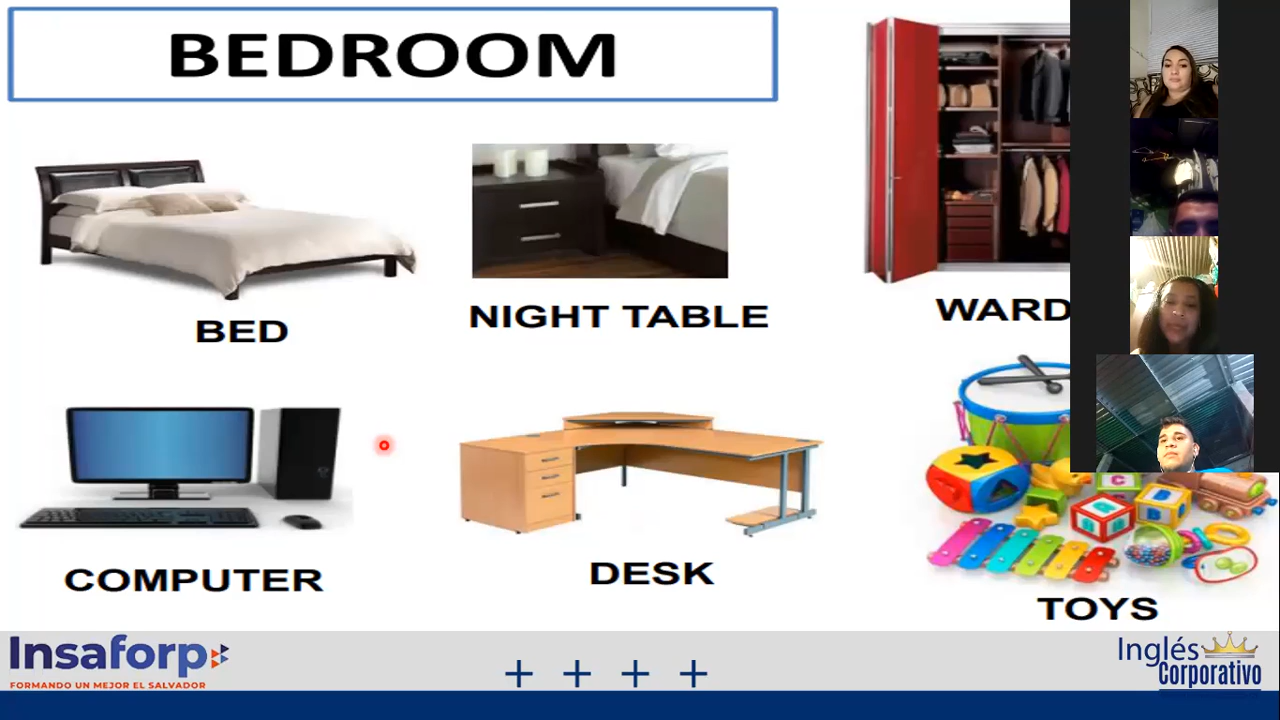 BEDROOM
BED
NIGHT TABLE
WARD
COMPUTER
DESK
TOYS
Insaforp
FORMANDO UN MEJOR EL SALVADOR
Inglés
Corporativo